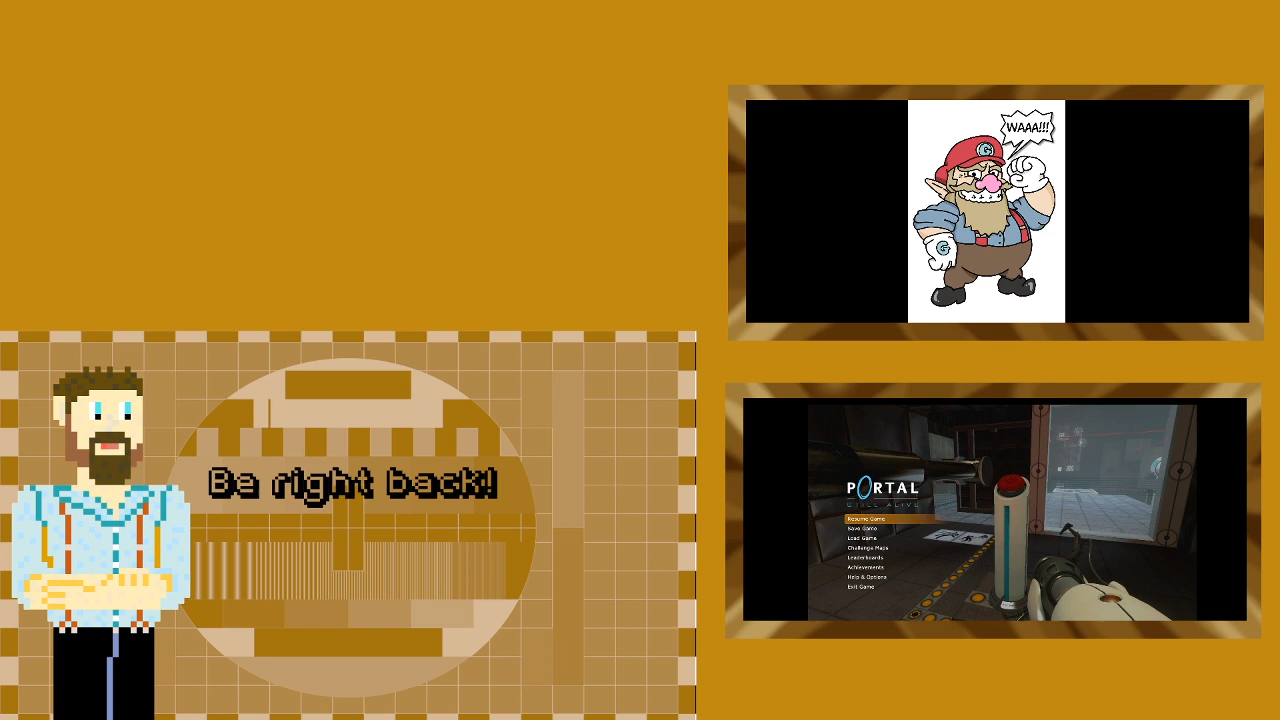 WAAA!!!
G
G
Be right back!
PORTAL
STILL ALIVE
Resume Game
Save Game
Load Game
Challenge Maps
Leaderboards
Achievements
Help & Options
Exit Game